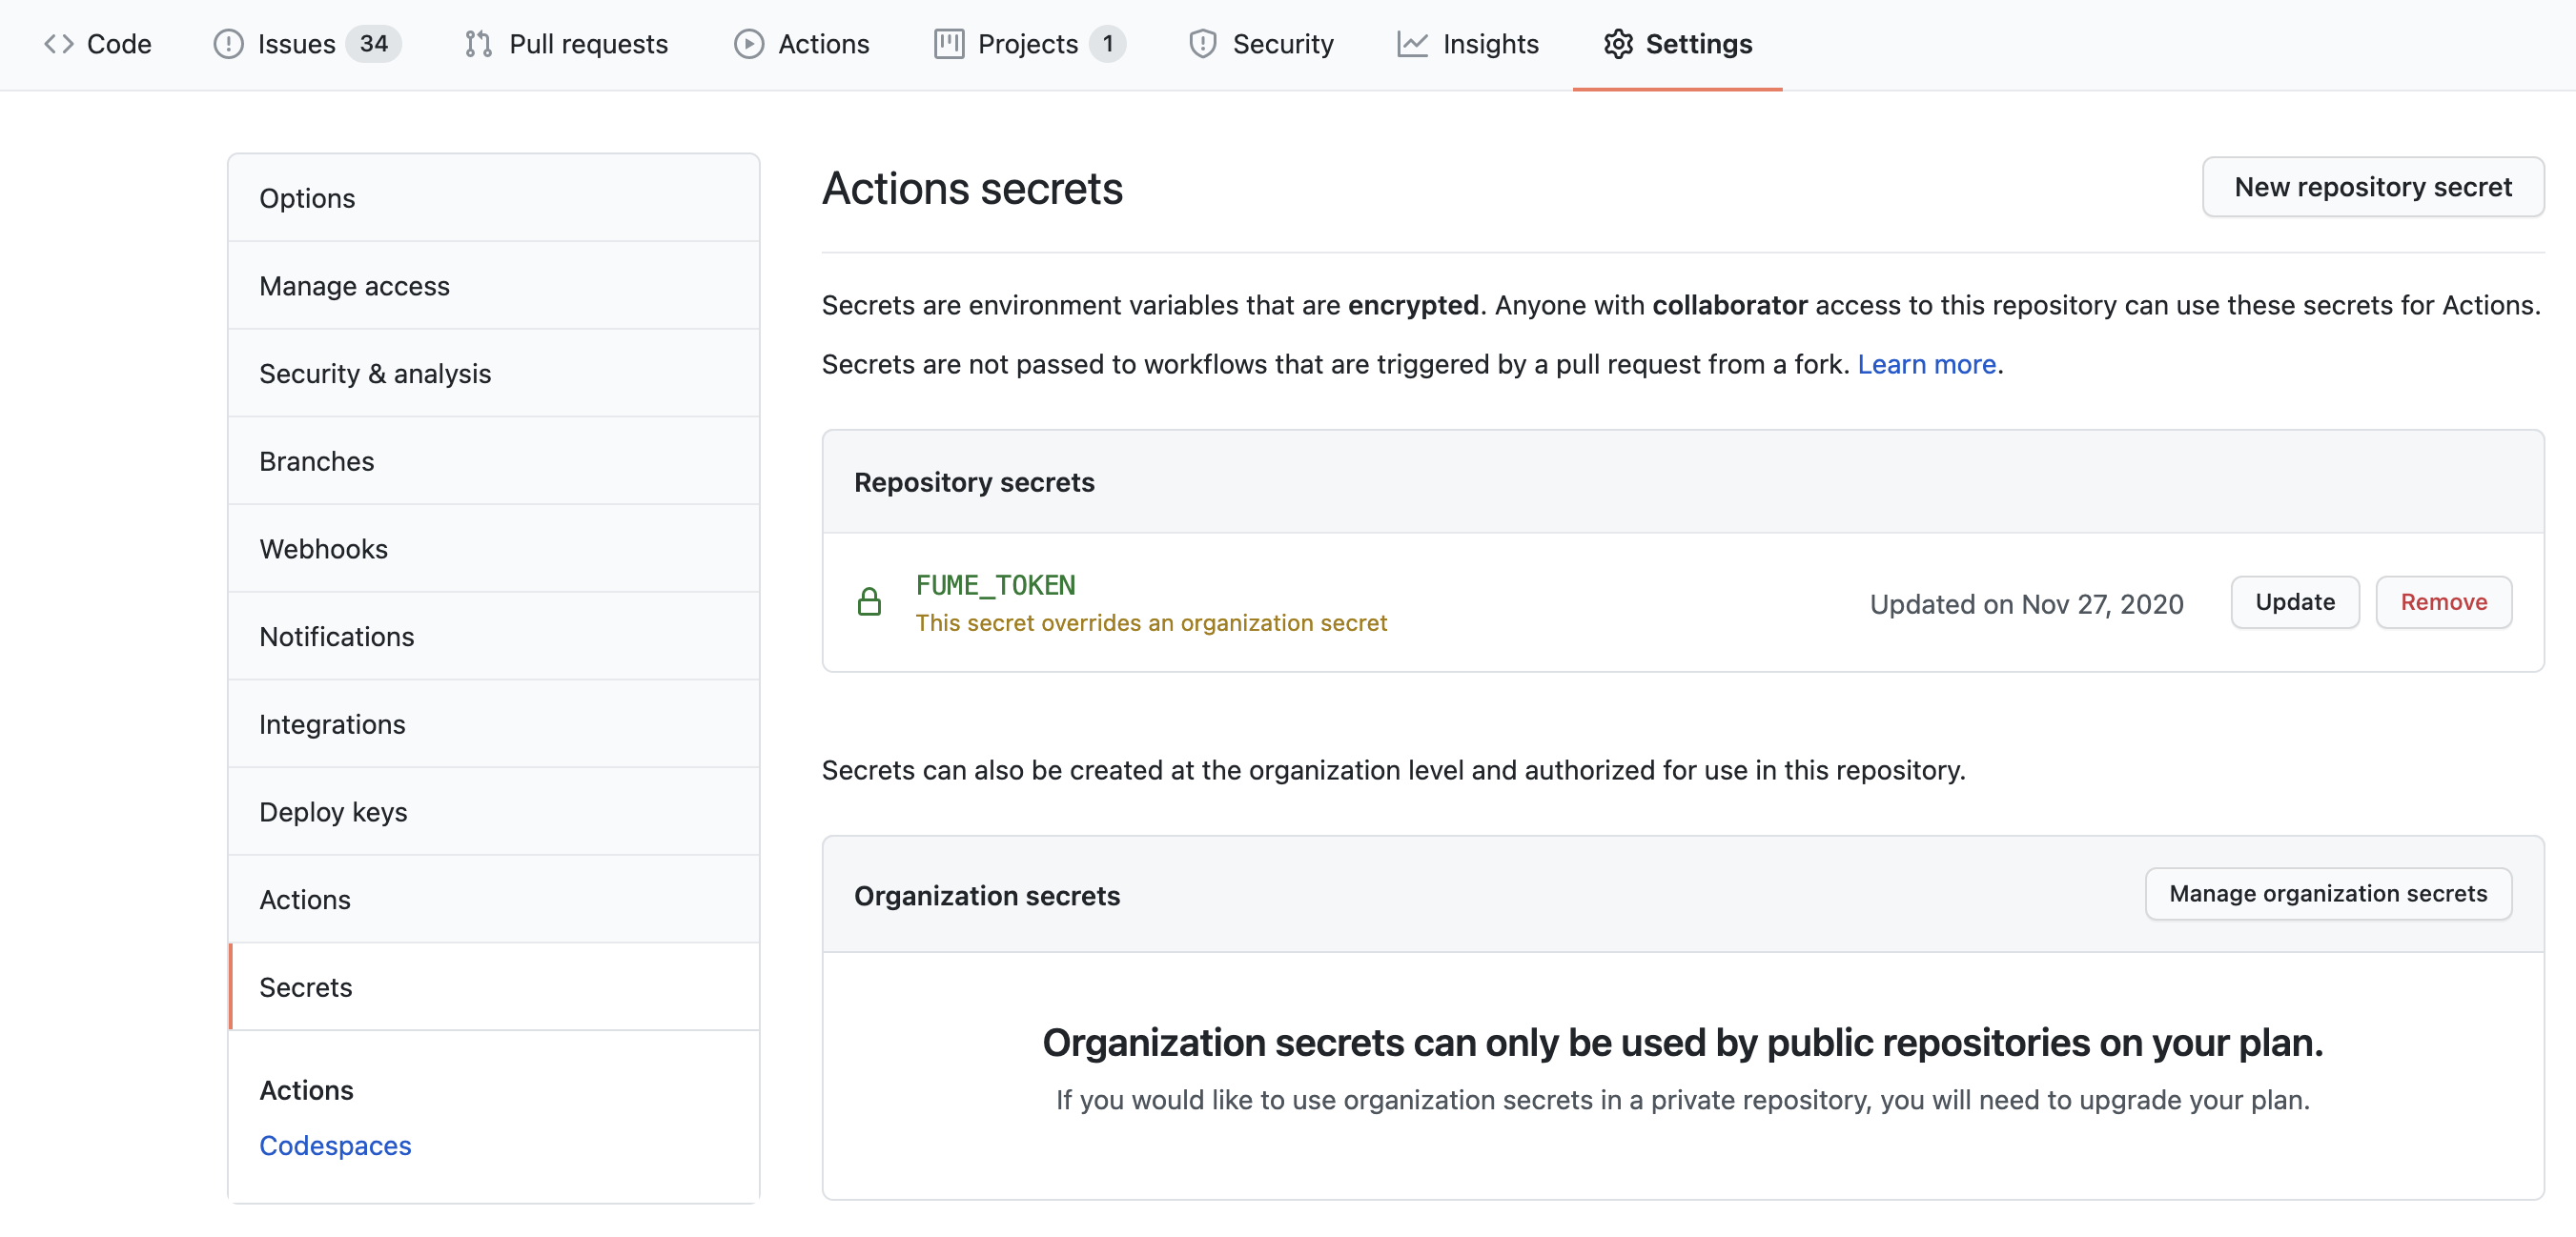 Code Issues 34 Pull requests Actions Projects 1 Security Insights Settings
Options
Manage access
Security & analysis
Branches
Webhooks
Notifications
Integrations
Deploy keys
Actions
Secrets
Actions
Codespaces
Actions secrets
New repository secret
Secrets are environment variables that are encrypted. Anyone with collaborator access to this repository can use these secrets for Actions.
Secrets are not passed to workflows that are triggered by a pull request from a fork. Learn more.
Repository secrets
FUME_TOKEN
This secret overrides an organization secret
Updated on Nov 27, 2020
Update
Remove
Secrets can also be created at the organization level and authorized for use in this repository.
Organization secrets
Manage organization secrets
Organization secrets can only be used by public repositories on your plan.
If you would like to use organization secrets in a private repository, you will need to upgrade your plan.